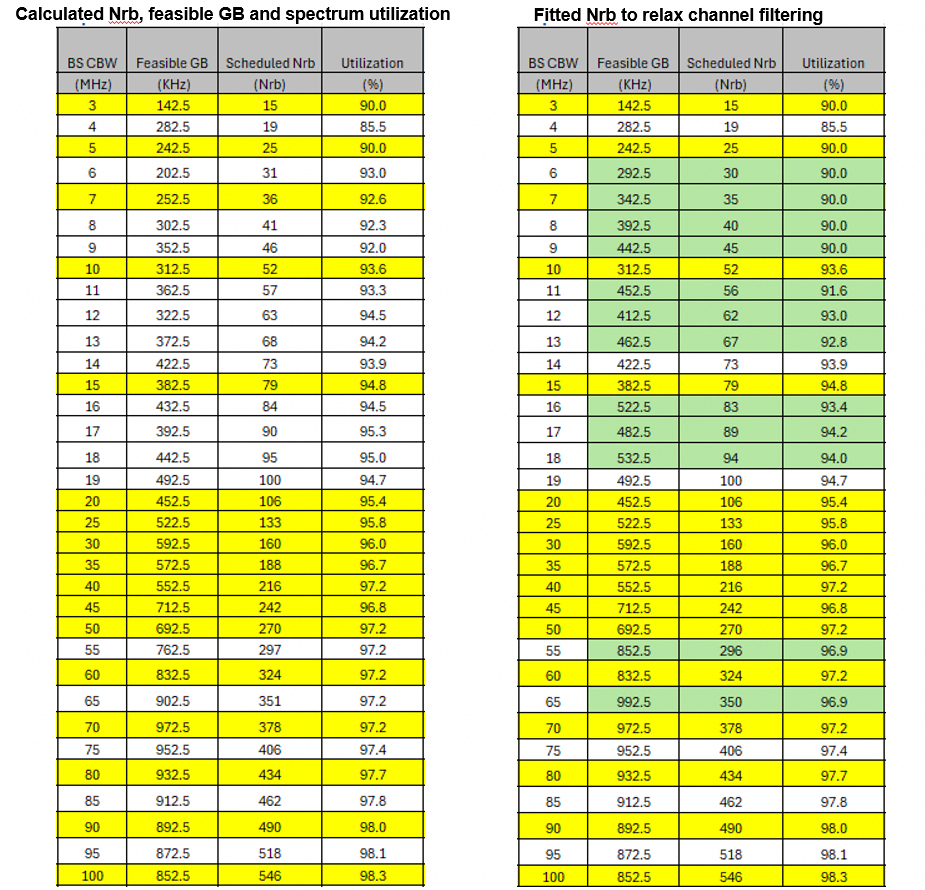 Calculated Nrb, feasible GB and spectrum utilization
BS CBW Feasible GB Scheduled Nrb Utilization
(MHz) (KHz) (Nrb) (%)
3 142.5 15 90.0
4 282.5 19 85.5
5 242.5 25 90.0
6 202.5 31 93.0
7 252.5 36 92.6
8 302.5 41 92.3
9 352.5 46 92.0
10 312.5 52 93.6
11 362.5 57 93.3
12 322.5 63 94.5
13 372.5 68 94.2
14 422.5 73 93.9
15 382.5 79 94.8
16 432.5 84 94.5
17 392.5 90 95.3
18 442.5 95 95.0
19 492.5 100 94.7
20 452.5 106 95.4
25 522.5 133 95.8
30 592.5 160 96.0
35 572.5 188 96.7
40 552.5 216 97.2
45 712.5 242 96.8
50 692.5 270 97.2
55 762.5 297 97.2
60 832.5 324 97.2
65 902.5 351 97.2
70 972.5 378 97.2
75 952.5 406 97.4
80 932.5 434 97.7
85 912.5 462 97.8
90 892.5 490 98.0
95 872.5 518 98.1
100 852.5 546 98.3
Fitted Nrb to relax channel filtering
BS CBW Feasible GB Scheduled Nrb Utilization
(MHz) (KHz) (Nrb) (%)
3 142.5 15 90.0
4 282.5 19 85.5
5 242.5 25 90.0
6 292.5 30 90.0
7 342.5 35 90.0
8 392.5 40 90.0
9 442.5 45 90.0
10 312.5 52 93.6
11 452.5 56 91.6
12 412.5 62 93.0
13 462.5 67 92.8
14 422.5 73 93.9
15 382.5 79 94.8
16 522.5 83 93.4
17 482.5 89 94.2
18 532.5 94 94.0
19 492.5 100 94.7
20 452.5 106 95.4
25 522.5 133 95.8
30 592.5 160 96.0
35 572.5 188 96.7
40 552.5 216 97.2
45 712.5 242 96.8
50 692.5 270 97.2
55 852.5 296 96.9
60 832.5 324 97.2
65 992.5 350 96.9
70 972.5 378 97.2
75 952.5 406 97.4
80 932.5 434 97.7
85 912.5 462 97.8
90 892.5 490 98.0
95 872.5 518 98.1
100 852.5 546 98.3